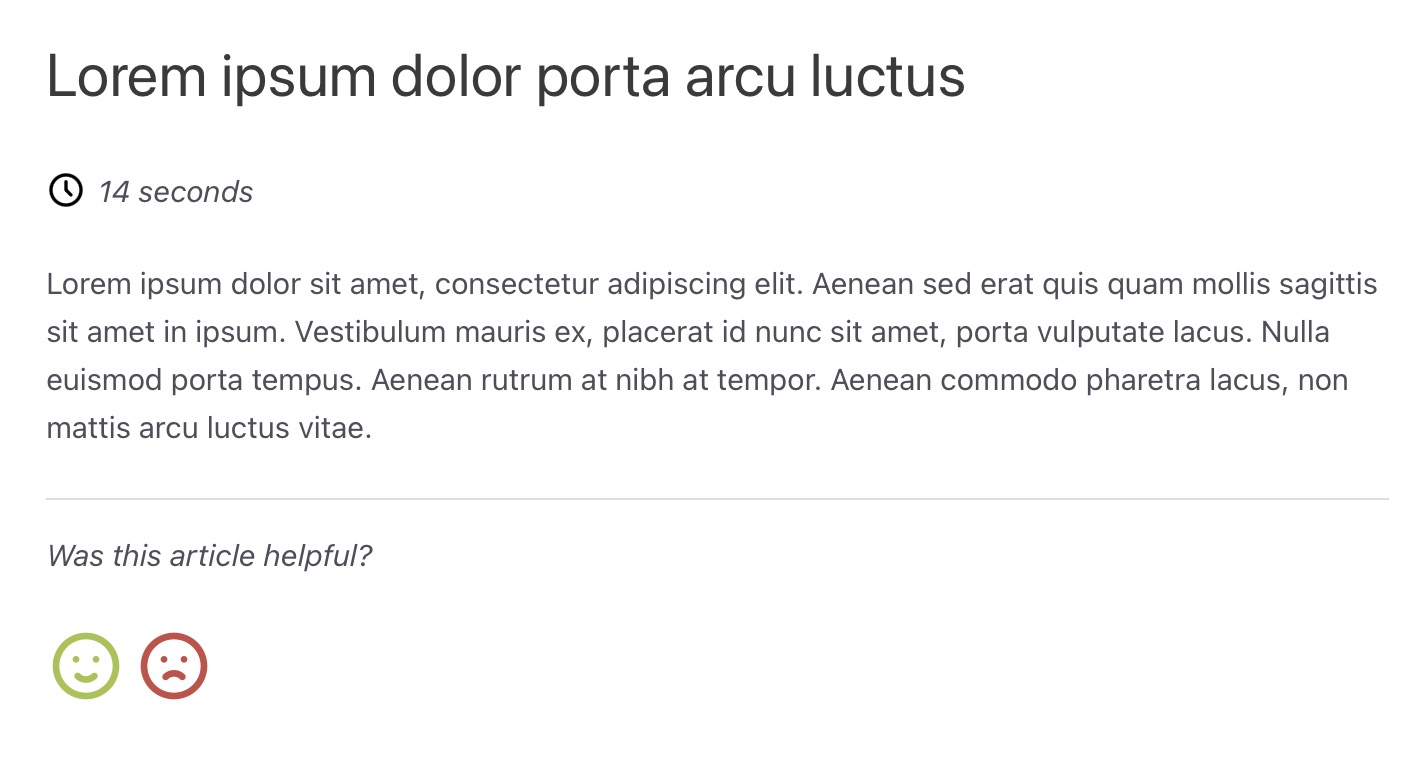 Lorem ipsum dolor porta arcu luctus
14 seconds
Lorem ipsum dolor sit amet, consectetur adipiscing elit. Aenean sed erat quis quam mollis sagittis
sit amet in ipsum. Vestibulum mauris ex, placerat id nunc sit amet, porta vulputate lacus. Nulla
euismod porta tempus. Aenean rutrum at nibh at tempor. Aenean commodo pharetra lacus, non
mattis arcu luctus vitae.
Was this article helpful?